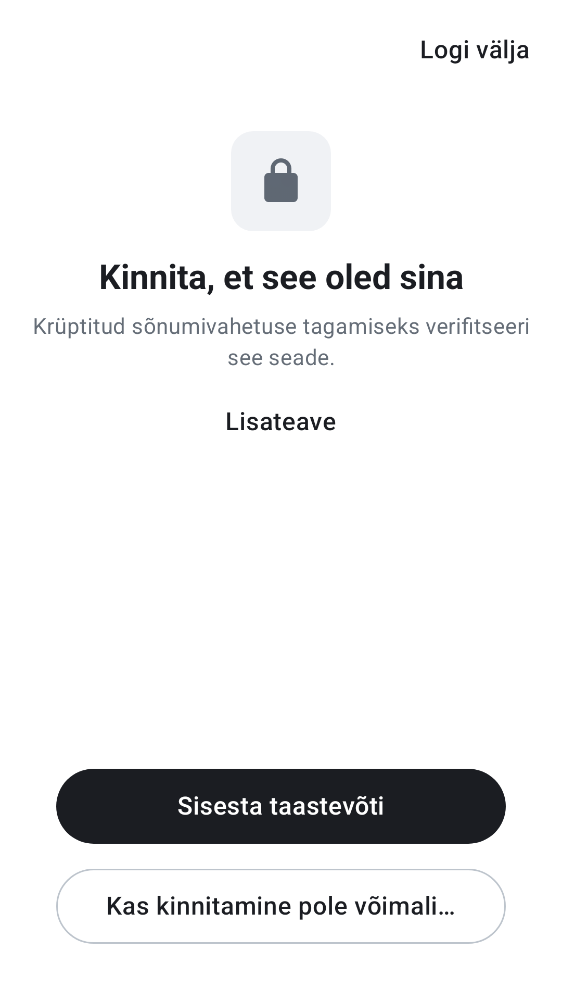 Logi välja
Kinnita, et see oled sina
Krüptitud sõnumivahetuse tagamiseks verifitseeri
see seade.
Lisateave
Sisesta taastevõti
Kas kinnitamine pole võimali…